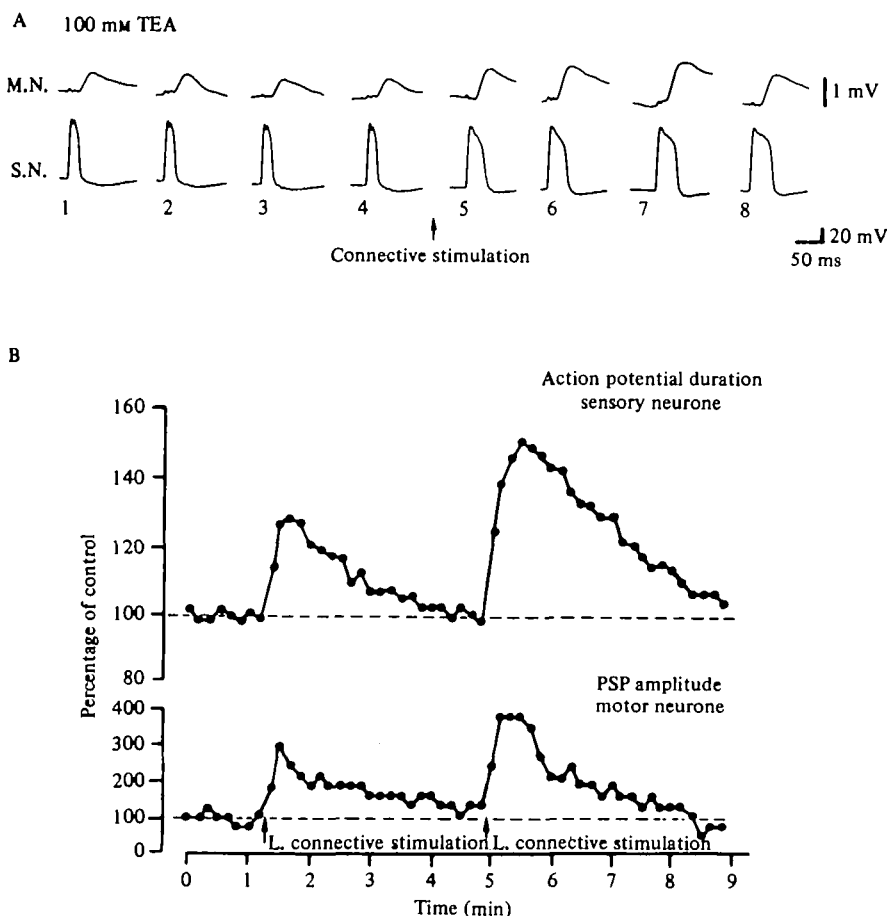 A
100 mM TEA
M.N.
1 mV
S.N.
1 2 3 4 5 6 7 8
Connective stimulation
20 mV
50 ms
B
Action potential duration
sensory neurone
160
140
120
100
80
Percentage of control
PSP amplitude
motor neurone
400
300
200
100
0
L. connective stimulation
L. connective stimulation
0 1 2 3 4 5 6 7 8 9
Time (min)